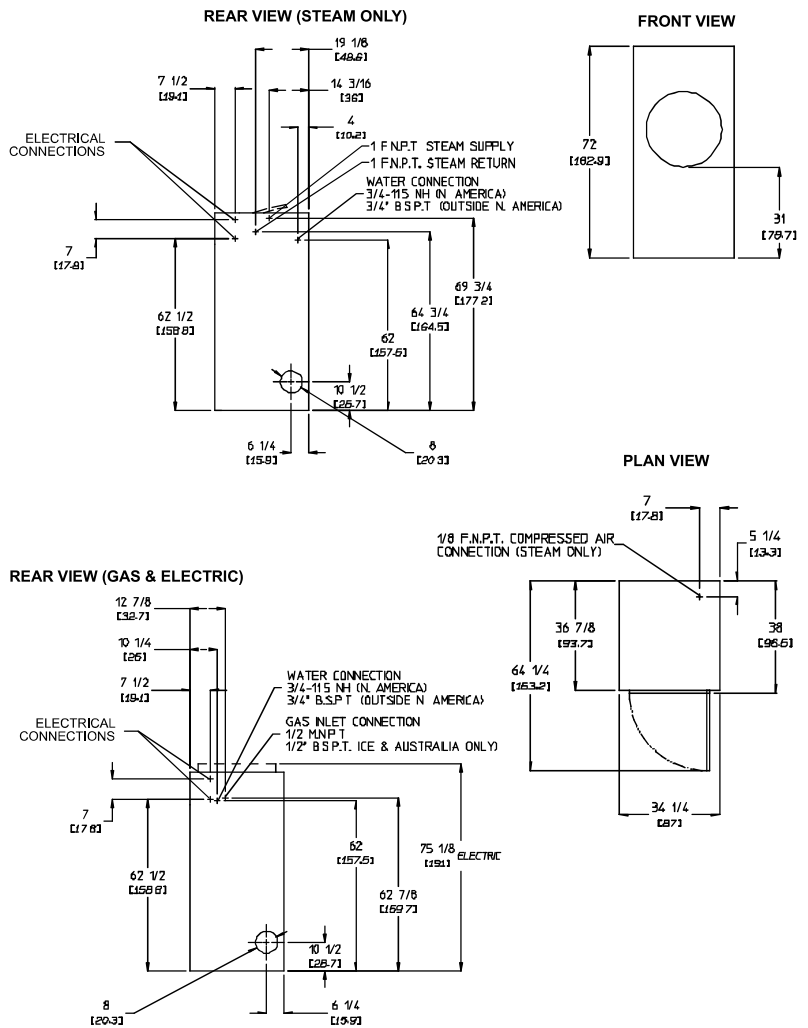 REAR VIEW (STEAM ONLY)
19 1/8
[48.6]
7 1/2
[19.1]
14 3/16
[36]
4
[10.2]
ELECTRICAL
CONNECTIONS
1 F.N.P.T STEAM SUPPLY
1 F.N.P.T. STEAM RETURN
WATER CONNECTION
3/4-11.5 NH (N. AMERICA)
3/4" B.S.P.T (OUTSIDE N. AMERICA)
7
[17.8]
62 1/2
[158.8]
69 3/4
[177.2]
64 3/4
[164.5]
62
[157.5]
10 1/2
[26.7]
6 1/4
[15.9]
8
[20.3]
FRONT VIEW
72
[182.9]
31
[78.7]
PLAN VIEW
7
[17.8]
1/8 F.N.P.T. COMPRESSED AIR
CONNECTION (STEAM ONLY)
5 1/4
[13.3]
36 7/8
[93.7]
38
[96.5]
64 1/4
[163.2]
34 1/4
[87]
REAR VIEW (GAS & ELECTRIC)
12 7/8
[32.7]
10 1/4
[26]
7 1/2
[19.1]
ELECTRICAL
CONNECTIONS
WATER CONNECTION
3/4-11.5 NH (N. AMERICA)
3/4" B.S.P.T (OUTSIDE N. AMERICA)
GAS INLET CONNECTION
1/2 M.N.P.T
1/2" B.S.P.T. (CE & AUSTRALIA ONLY)
7
[17.8]
62 1/2
[158.8]
62
[157.5]
75 1/8 ELECTRIC
[191]
62 7/8
[159.7]
10 1/2
[26.7]
8
[20.3]
6 1/4
[15.9]